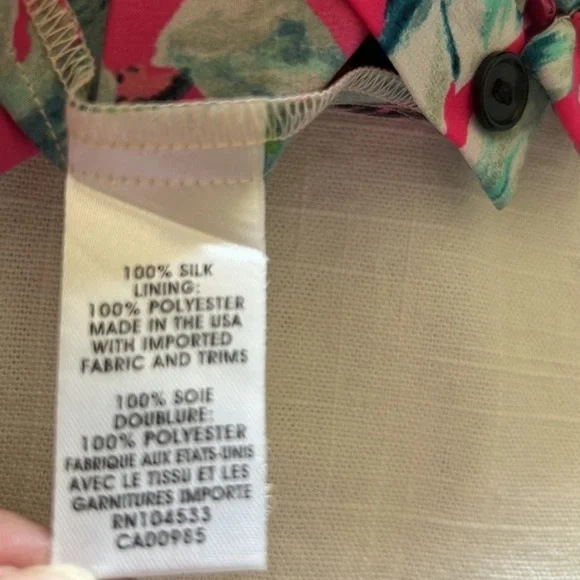 100% SILK
LINING:
100% POLYESTER
MADE IN THE USA
WITH IMPORTED
FABRIC AND TRIMS
100% SOIE
DOUBLURE:
100% POLYESTER
FABRIQUE AUX ETATS-UNIS
AVEC LE TISSU ET LES
GARNITURES IMPORTE
RN104533
CA00985